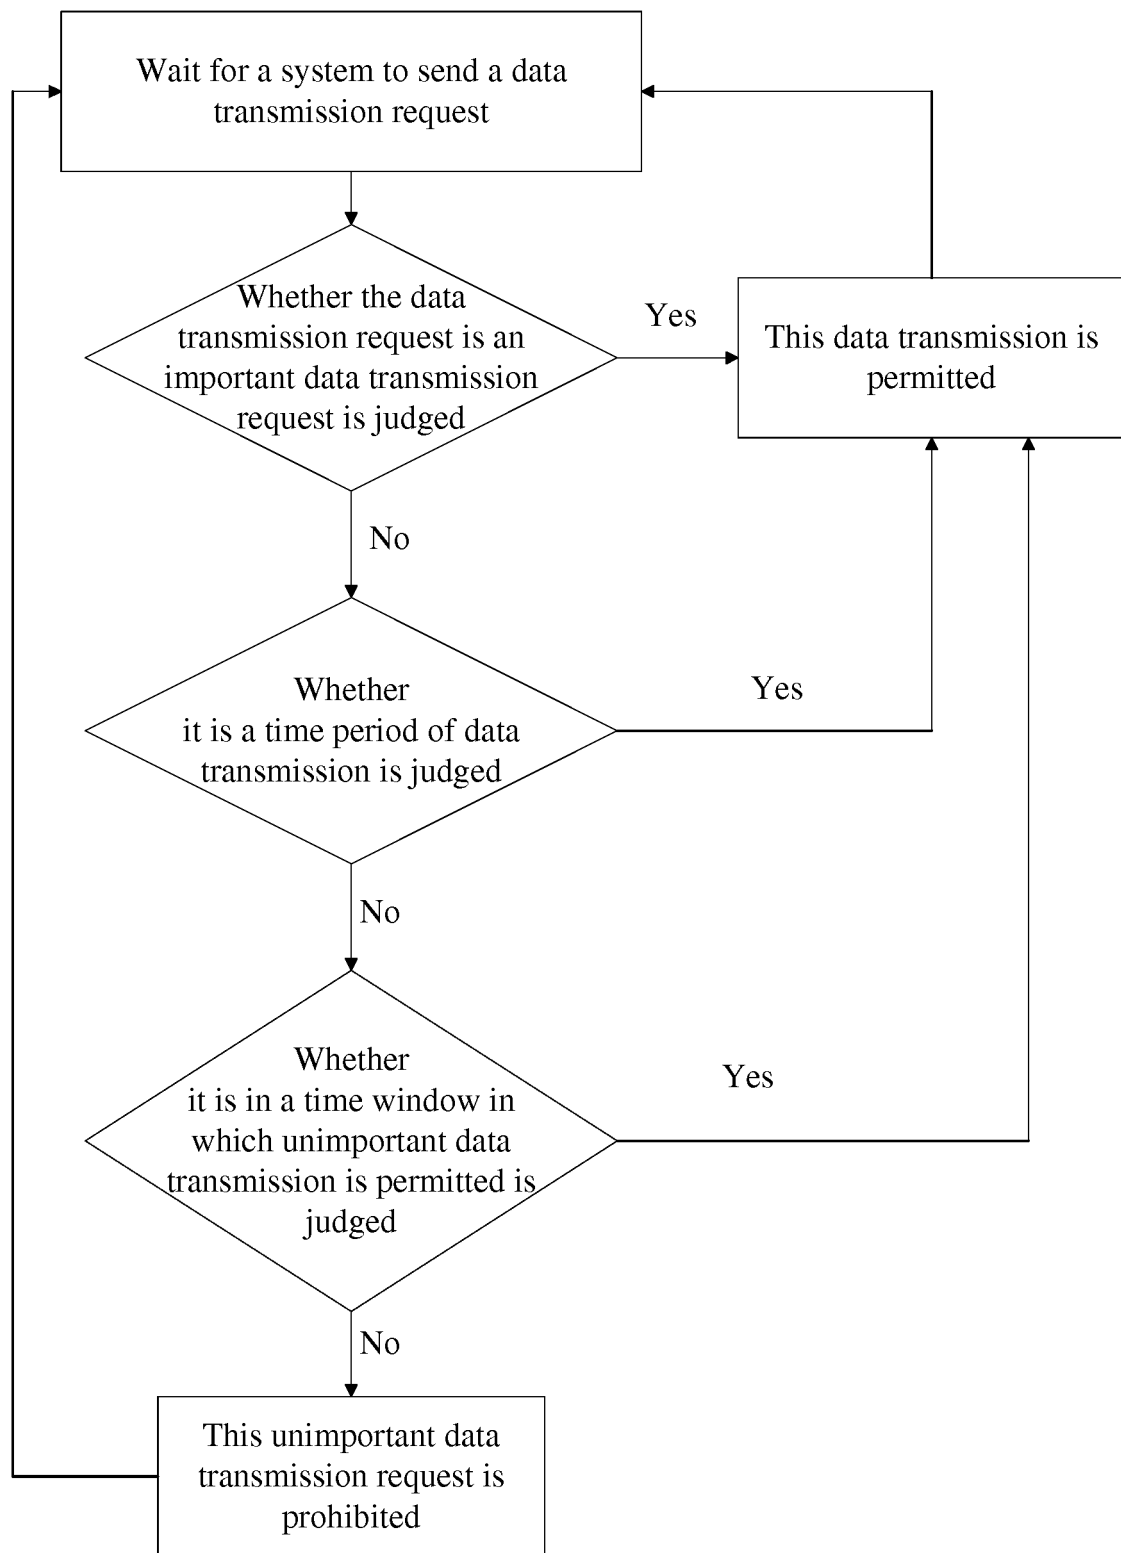 Wait for a system to send a data
transmission request
Whether the data
transmission request is an
important data transmission
request is judged
Yes
This data transmission is
permitted
No
Whether
it is a time period of data
transmission is judged
Yes
No
Whether
it is in a time window in
which unimportant data
transmission is permitted is
judged
Yes
No
This unimportant data
transmission request is
prohibited